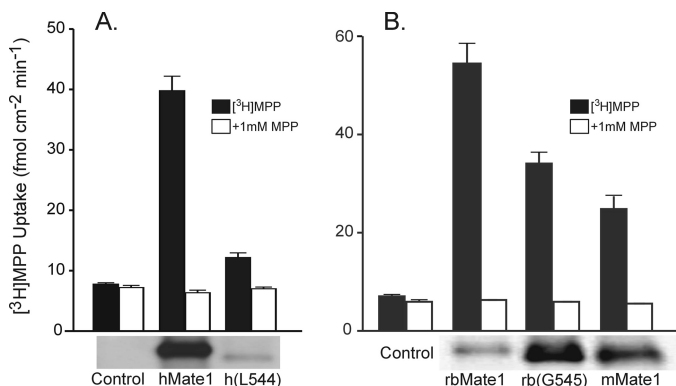 A.
[³H]MPP Uptake (fmol cm⁻² min⁻¹)
50
40
30
20
10
0
[³H]MPP
+1mM MPP
Control hMate1 h(L544)
B.
60
40
20
0
[³H]MPP
+1mM MPP
Control
rbMate1 rb(G545) mMate1